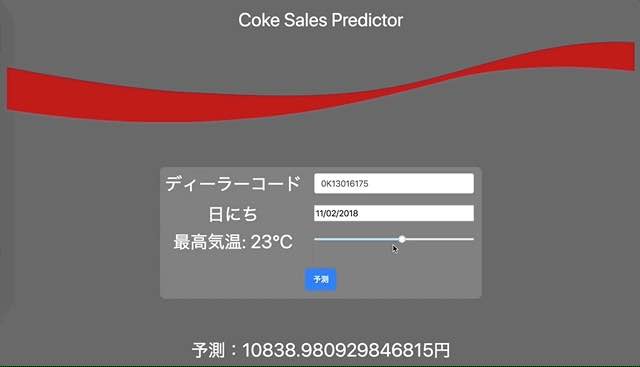 Coke Sales Predictor
ディーラーコード 0K13016175
日にち 11/02/2018
最高気温: 23℃
予測
予測：10838.980929846815円